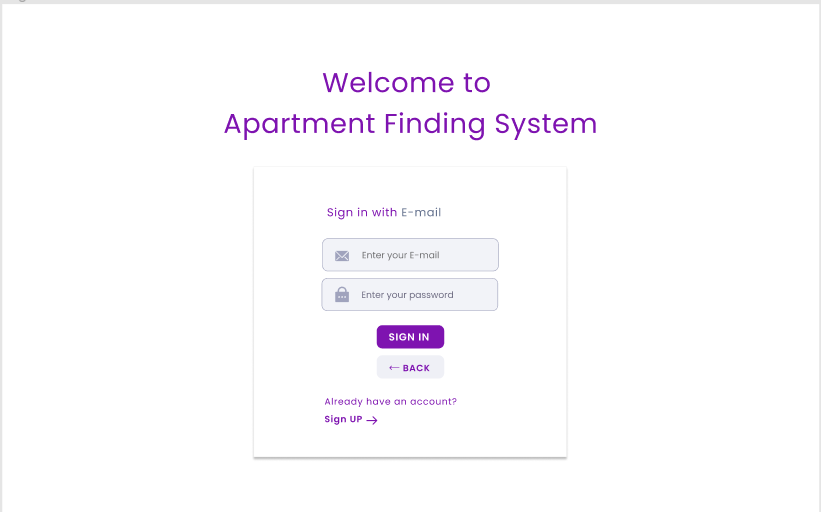 Welcome to
Apartment Finding System
Sign in with E-mail
Enter your E-mail
Enter your password
SIGN IN
← BACK
Already have an account?
Sign UP →